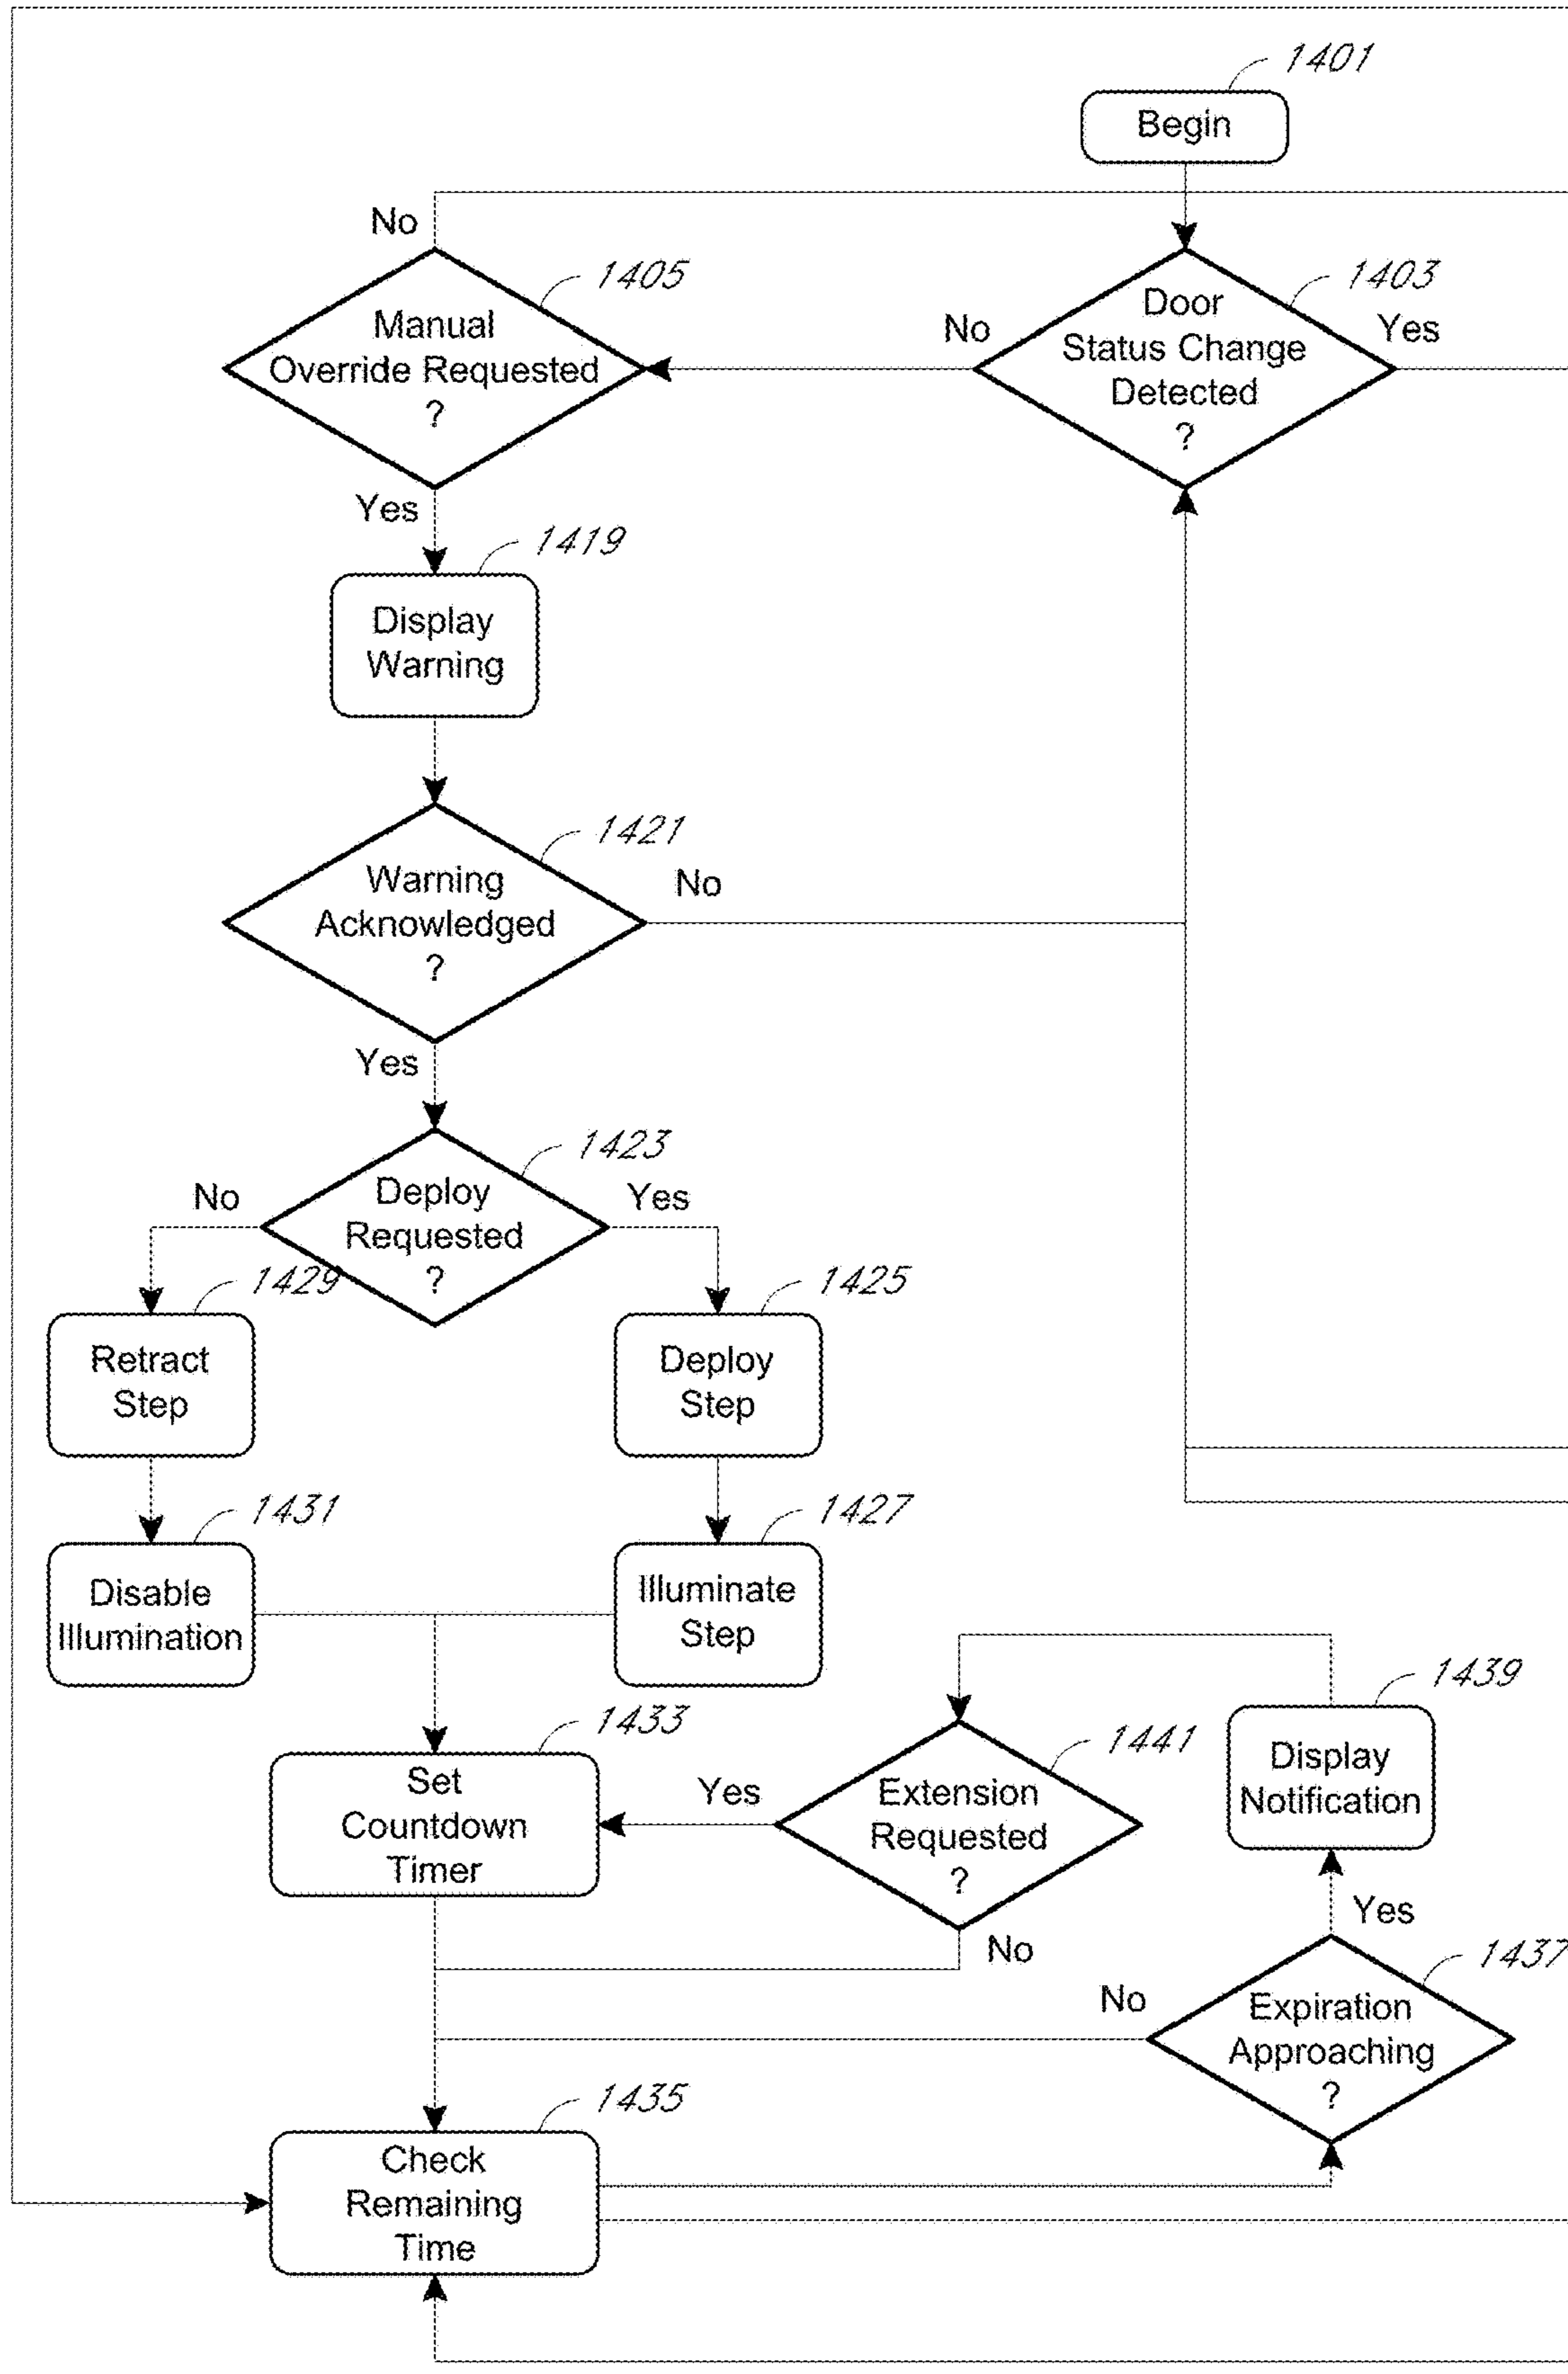 1401
Begin
No
1405
Manual
Override Requested
?
No
1403
Door
Status Change
Detected
?
Yes
Yes
1419
Display
Warning
1421
Warning
Acknowledged
?
No
Yes
1423
Deploy
Requested
?
No
Yes
1429
Retract
Step
1425
Deploy
Step
1431
Disable
Illumination
1427
Illuminate
Step
1433
Set
Countdown
Timer
Yes
1441
Extension
Requested
?
No
1439
Display
Notification
Yes
1437
Expiration
Approaching
?
No
1435
Check
Remaining
Time